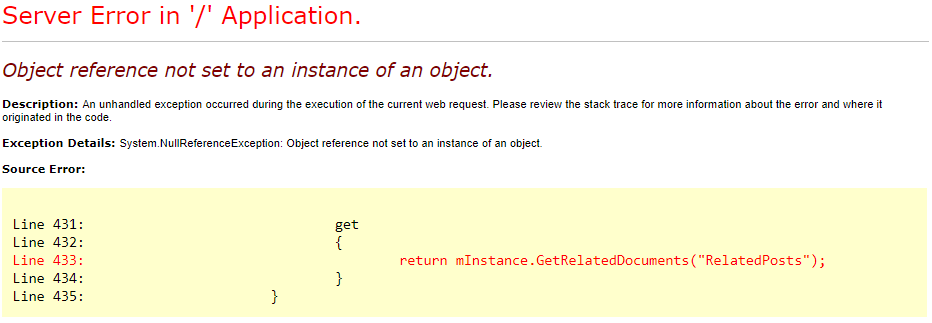 Server Error in '/' Application.
Object reference not set to an instance of an object.
Description: An unhandled exception occurred during the execution of the current web request. Please review the stack trace for more information about the error and where it
originated in the code.
Exception Details: System.NullReferenceException: Object reference not set to an instance of an object.
Source Error:
Line 431: get
Line 432: {
Line 433: return mInstance.GetRelatedDocuments("RelatedPosts");
Line 434: }
Line 435: }